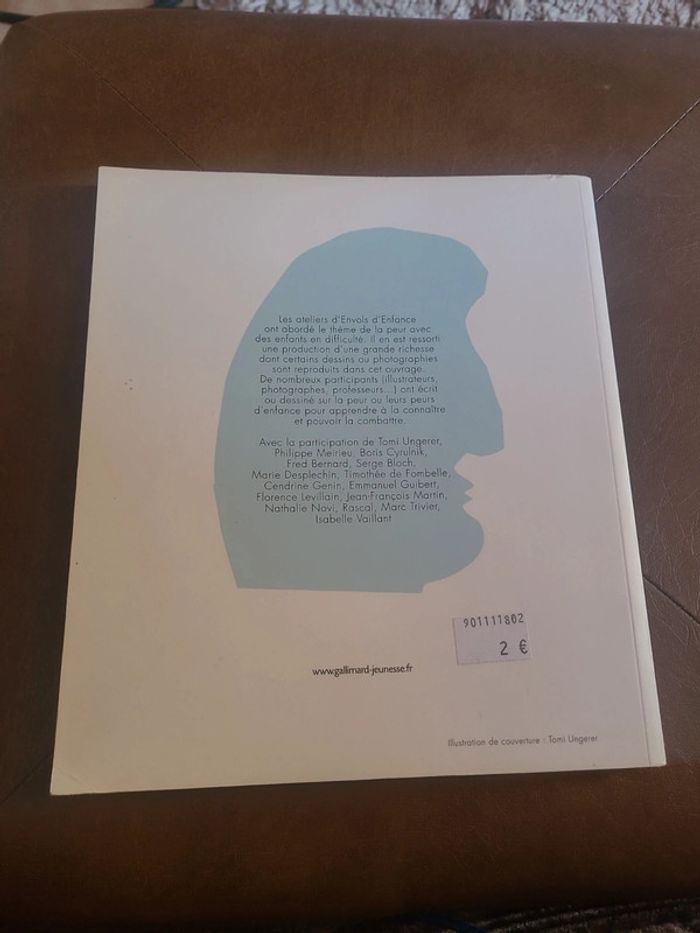 Les ateliers d'Envols d'Enfance
ont abordé le thème de la peur avec
des enfants en difficulté. Il en est ressorti
une production d'une grande richesse
dont certains dessins ou photographies
sont reproduits dans cet ouvrage.
De nombreux participants (illustrateurs,
photographes, professeurs...) ont écrit
ou dessiné sur la peur ou leurs peurs
d'enfance pour apprendre à la connaître
et pouvoir la combattre.
Avec la participation de Tomi Ungerer,
Philippe Meirieu, Boris Cyrulnik,
Fred Bernard, Serge Bloch,
Marie Desplechin, Timothée de Fombelle,
Cendrine Genin, Emmanuel Guibert,
Florence Levillain, Jean-François Martin,
Nathalie Novi, Rascal, Marc Trivier,
Isabelle Vaillant
901111802
2 €
www.gallimard-jeunesse.fr
Illustration de couverture : Tomi Ungerer